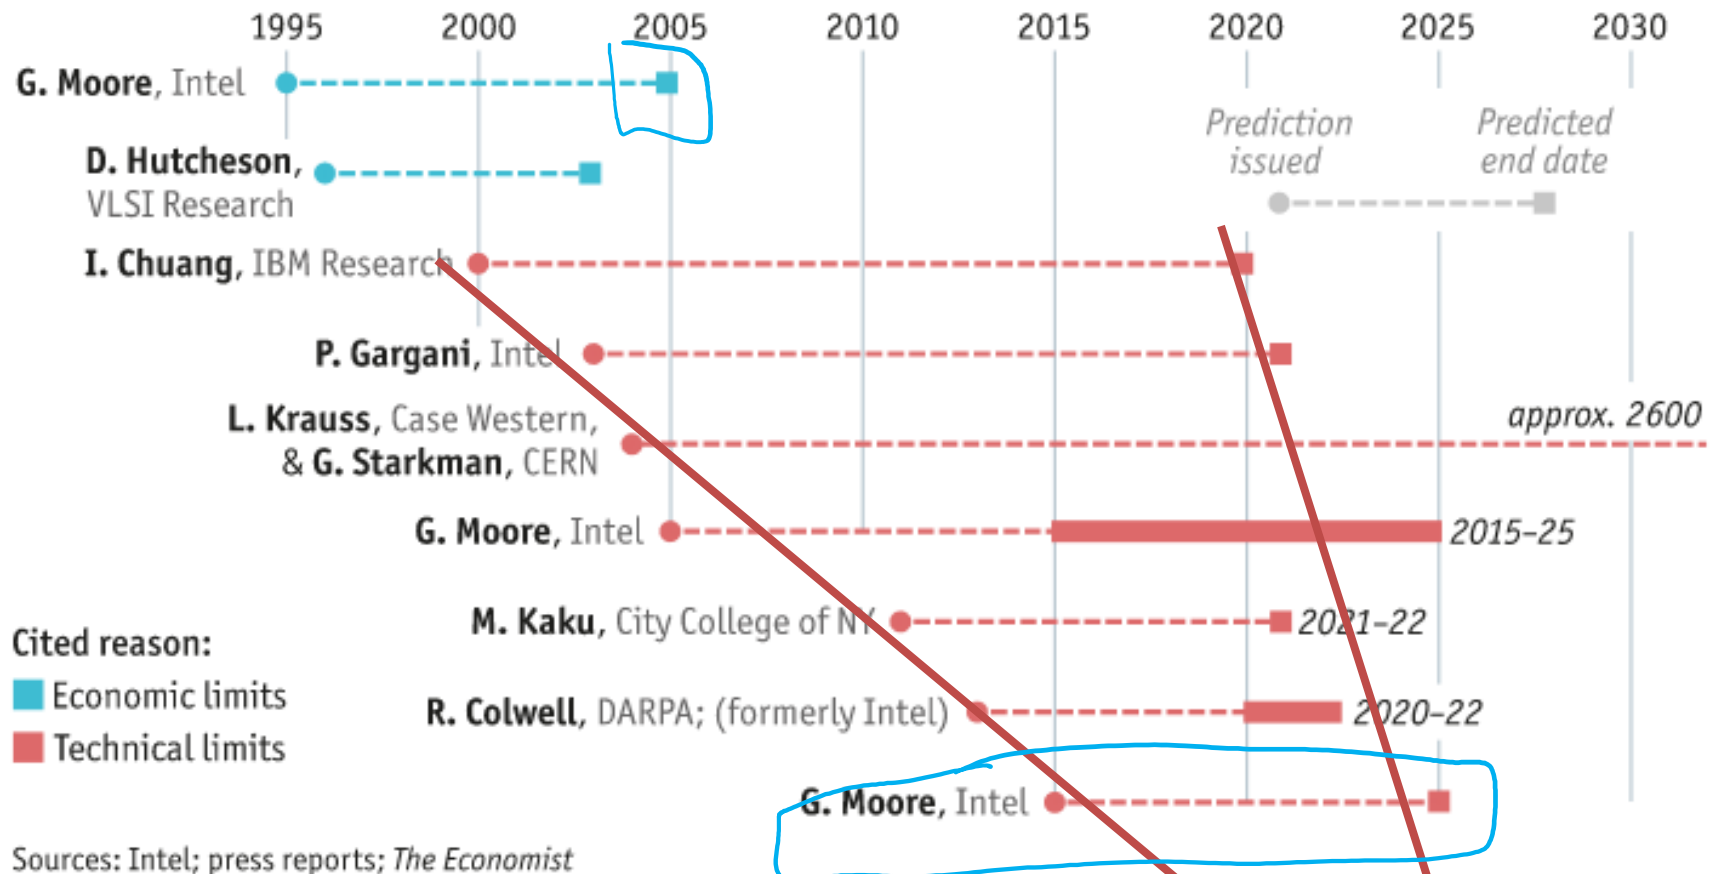 1995 2000 2005 2010 2015 2020 2025 2030
G. Moore, Intel
Prediction issued
Predicted end date
D. Hutcheson,
VLSI Research
I. Chuang, IBM Research
P. Gargani, Intel
approx. 2600
L. Krauss, Case Western,
& G. Starkman, CERN
G. Moore, Intel 2015–25
M. Kaku, City College of NY 2021–22
Cited reason:
Economic limits
Technical limits
R. Colwell, DARPA; (formerly Intel) 2020–22
G. Moore, Intel
Sources: Intel; press reports; The Economist